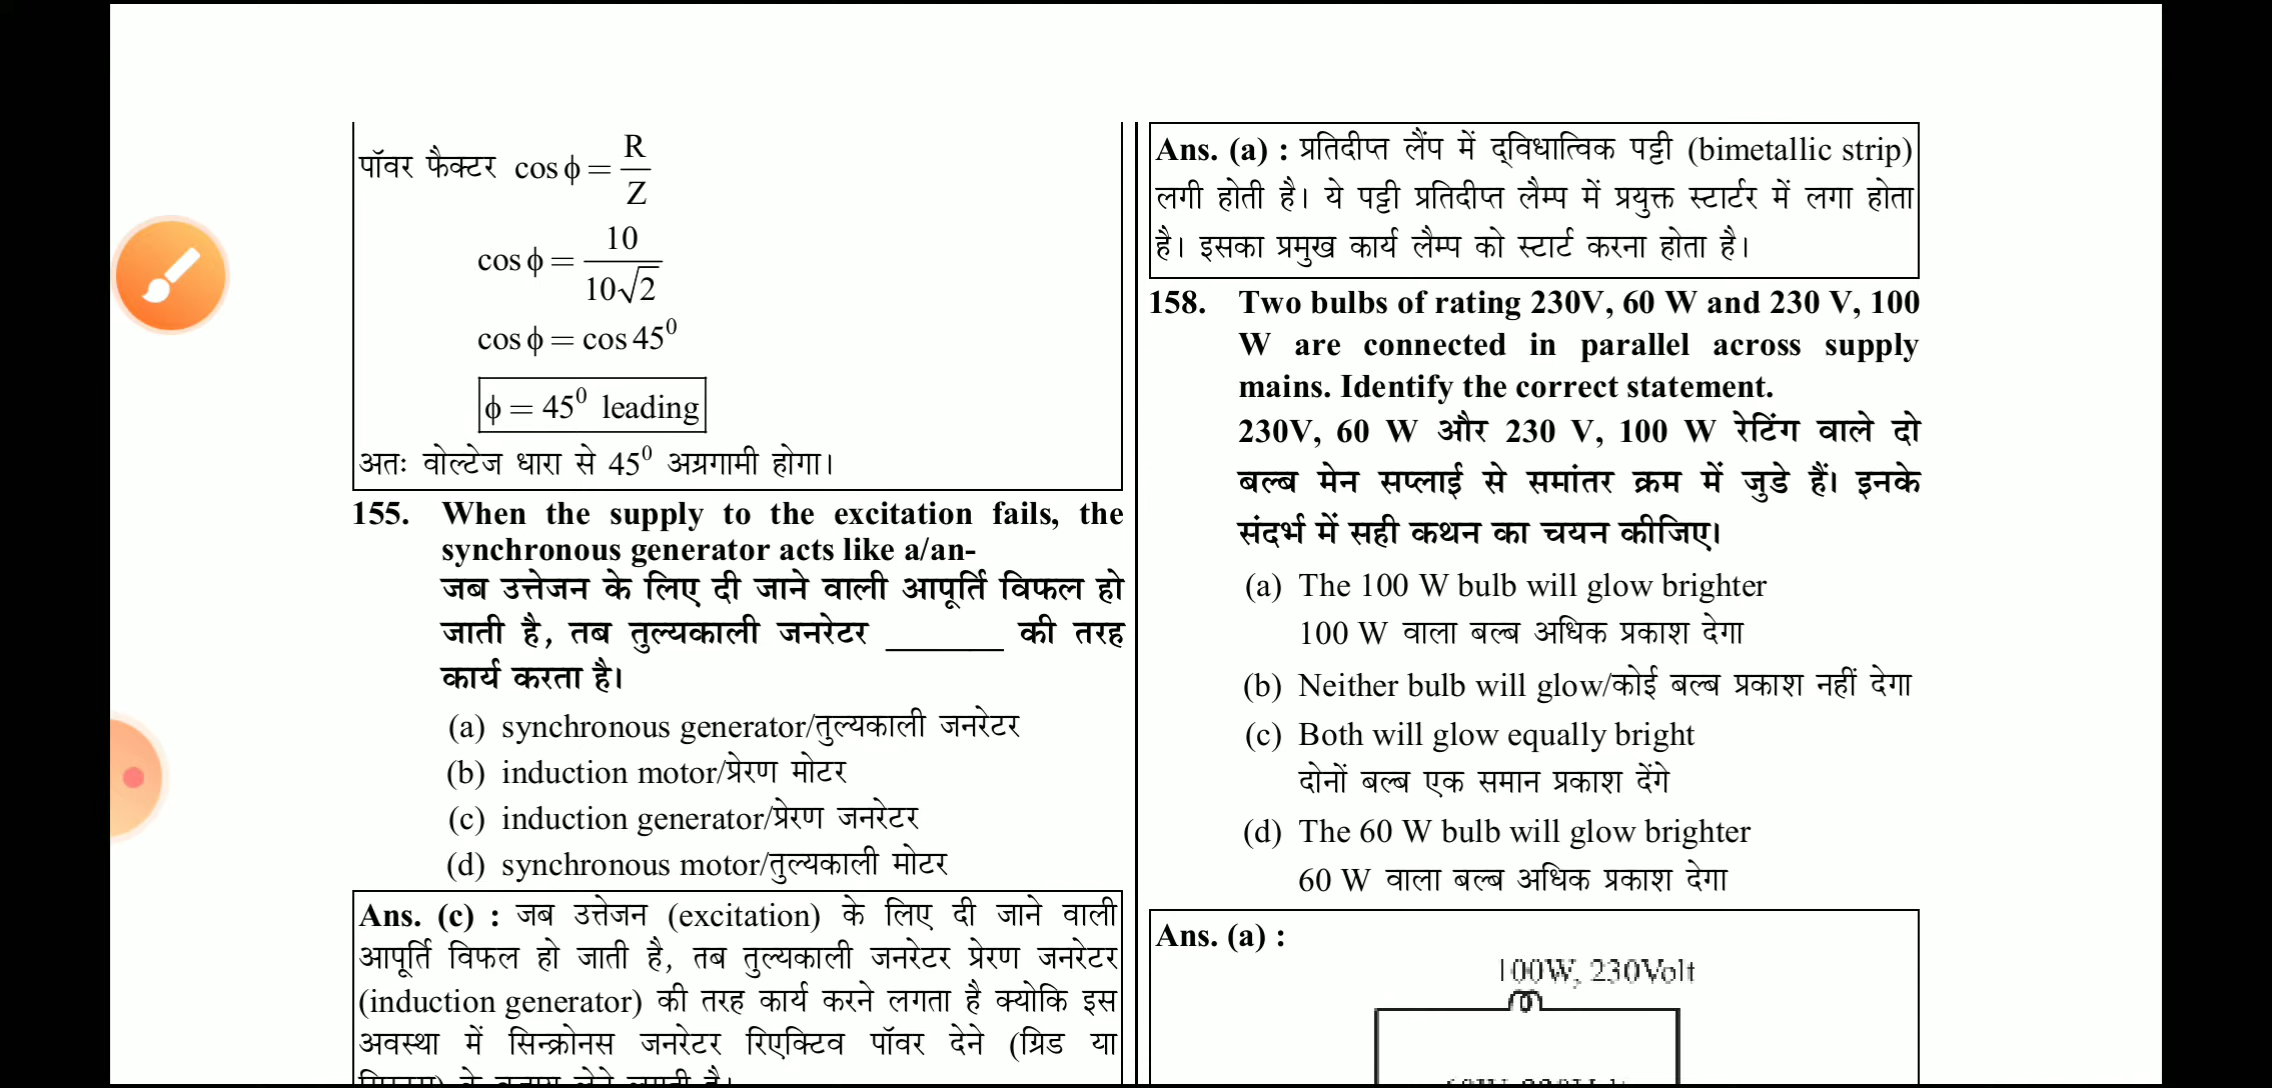 पॉवर फैक्टर cos ϕ = R/Z
cos ϕ = 10/10√2
cos ϕ = cos 45⁰
ϕ = 45⁰ leading
अतः वोल्टेज धारा से 45⁰ अग्रगामी होगा।
155. When the supply to the excitation fails, the
synchronous generator acts like a/an-
जब उत्तेजन के लिए दी जाने वाली आपूर्ति विफल हो
जाती है, तब तुल्यकाली जनरेटर _______ की तरह
कार्य करता है।
(a) synchronous generator/तुल्यकाली जनरेटर
(b) induction motor/प्रेरण मोटर
(c) induction generator/प्रेरण जनरेटर
(d) synchronous motor/तुल्यकाली मोटर
Ans. (c) : जब उत्तेजन (excitation) के लिए दी जाने वाली
आपूर्ति विफल हो जाती है, तब तुल्यकाली जनरेटर प्रेरण जनरेटर
(induction generator) की तरह कार्य करने लगता है क्योकि इस
अवस्था में सिन्क्रोनस जनरेटर रिएक्टिव पॉवर देने (ग्रिड या
Ans. (a) : प्रतिदीप्त लैंप में द्विधात्विक पट्टी (bimetallic strip)
लगी होती है। ये पट्टी प्रतिदीप्त लैम्प में प्रयुक्त स्टार्टर में लगा होता
है। इसका प्रमुख कार्य लैम्प को स्टार्ट करना होता है।
158. Two bulbs of rating 230V, 60 W and 230 V, 100
W are connected in parallel across supply
mains. Identify the correct statement.
230V, 60 W और 230 V, 100 W रेटिंग वाले दो
बल्ब मेन सप्लाई से समांतर क्रम में जुडे हैं। इनके
संदर्भ में सही कथन का चयन कीजिए।
(a) The 100 W bulb will glow brighter
100 W वाला बल्ब अधिक प्रकाश देगा
(b) Neither bulb will glow/कोई बल्ब प्रकाश नहीं देगा
(c) Both will glow equally bright
दोनों बल्ब एक समान प्रकाश देंगे
(d) The 60 W bulb will glow brighter
60 W वाला बल्ब अधिक प्रकाश देगा
Ans. (a) :
100W, 230Volt